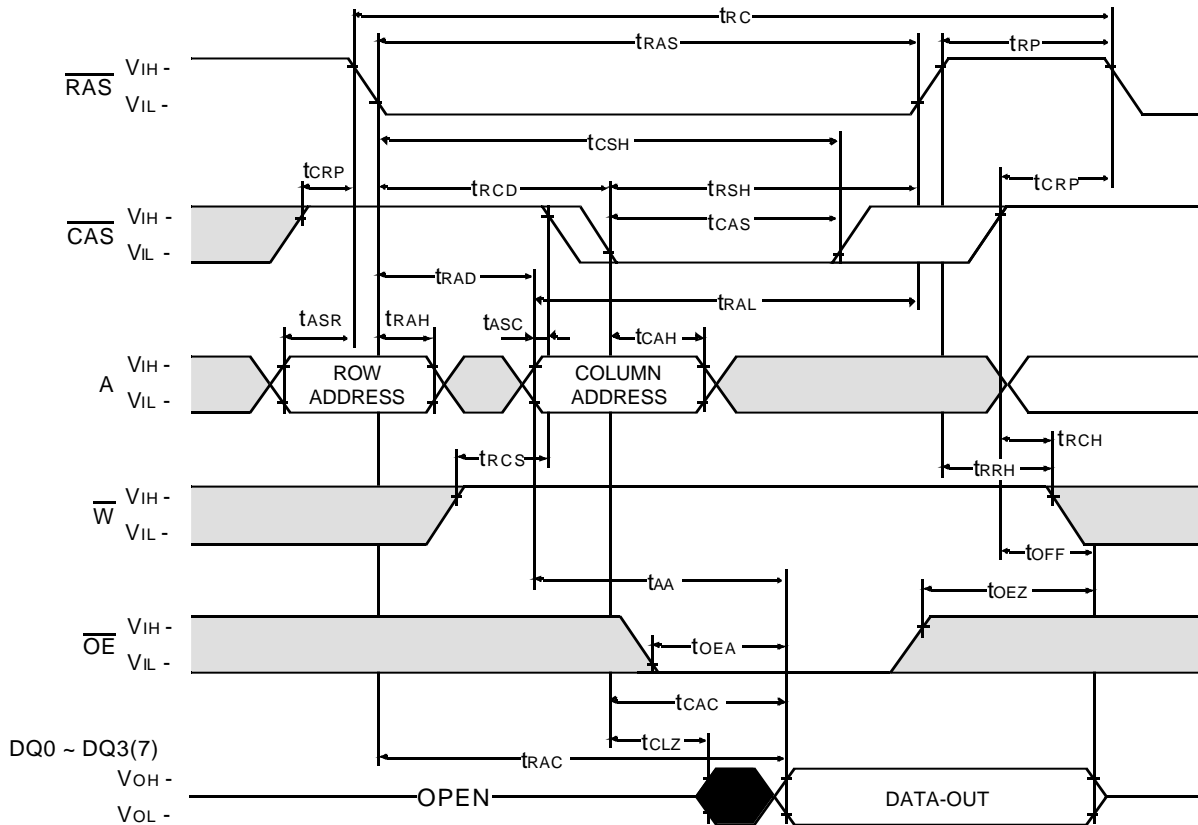 tRC
tRAS
tRP
RAS
VIH -
VIL -
tCSH
tCRP
tRCD
tRSH
tCRP
CAS
VIH -
VIL -
tCAS
tRAD
tRAL
tASR
tRAH
tASC
tCAH
A
VIH -
VIL -
ROW
ADDRESS
COLUMN
ADDRESS
tRCS
tRCH
tRRH
W
VIH -
VIL -
tOFF
tAA
tOEZ
OE
VIH -
VIL -
tOEA
tCAC
DQ0 ~ DQ3(7)
tCLZ
tRAC
VOH -
VOL -
OPEN
DATA-OUT